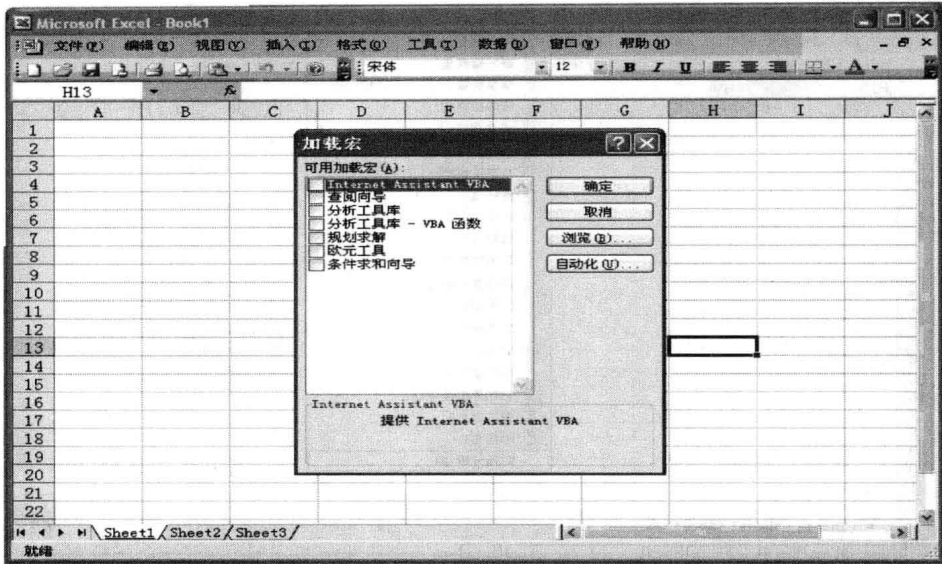 Microsoft Excel - Book1
文件(F) 编辑(E) 视图(V) 插入(I) 格式(O) 工具(T) 数据(D) 窗口(W) 帮助(H)
宋体 12 B I U A
H13 fx
A B C D E F G H I J
1
2
3
4
5
6
7
8
9
10
11
12
13
14
15
16
17
18
19
20
21
22
加载宏
可用加载宏(A):
Internet Assistant VBA
查阅向导
分析工具库
分析工具库 - VBA 函数
规划求解
欧元工具
条件求和向导
确定
取消
浏览(B)...
自动化(U)...
Internet Assistant VBA
提供 Internet Assistant VBA
Sheet1 Sheet2 Sheet3
就绪